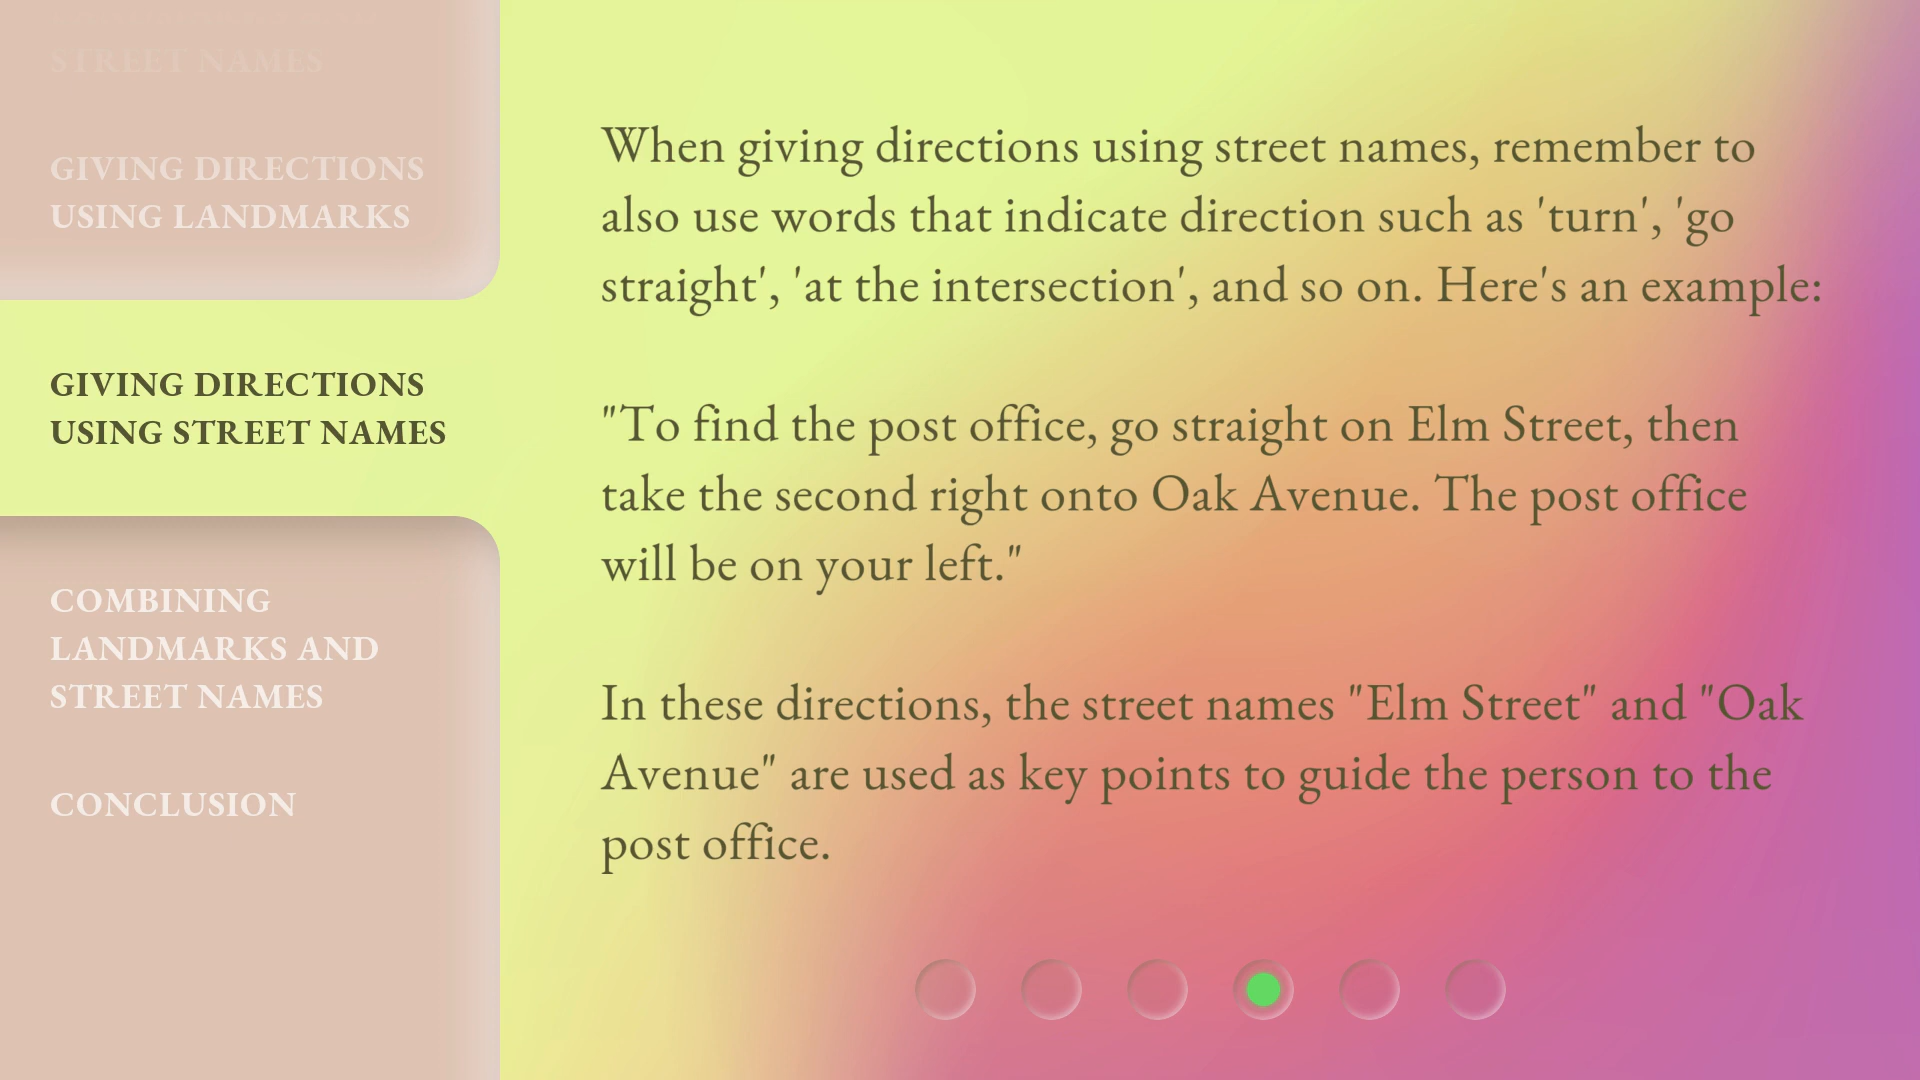 STREET NAMES
GIVING DIRECTIONS
USING LANDMARKS
GIVING DIRECTIONS
USING STREET NAMES
COMBINING
LANDMARKS AND
STREET NAMES
CONCLUSION
When giving directions using street names, remember to
also use words that indicate direction such as 'turn', 'go
straight', 'at the intersection', and so on. Here's an example:
"To find the post office, go straight on Elm Street, then
take the second right onto Oak Avenue. The post office
will be on your left."
In these directions, the street names "Elm Street" and "Oak
Avenue" are used as key points to guide the person to the
post office.